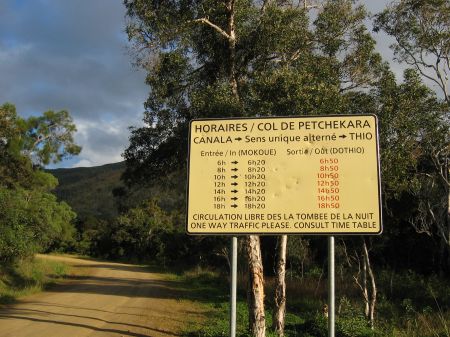 HORAIRES / COL DE PETCHEKARA
CANALA → Sens unique alterné → THIO
Entrée / In (MOKOUE) Sortie / Oût (DOTHIO)
6h → 6h20 6h50
8h → 8h20 8h50
10h → 10h20 10h50
12h → 12h20 12h50
14h → 14h20 14h50
16h → 16h20 16h50
18h → 18h20 18h50
CIRCULATION LIBRE DES LA TOMBEE DE LA NUIT
ONE WAY TRAFFIC PLEASE. CONSULT TIME TABLE